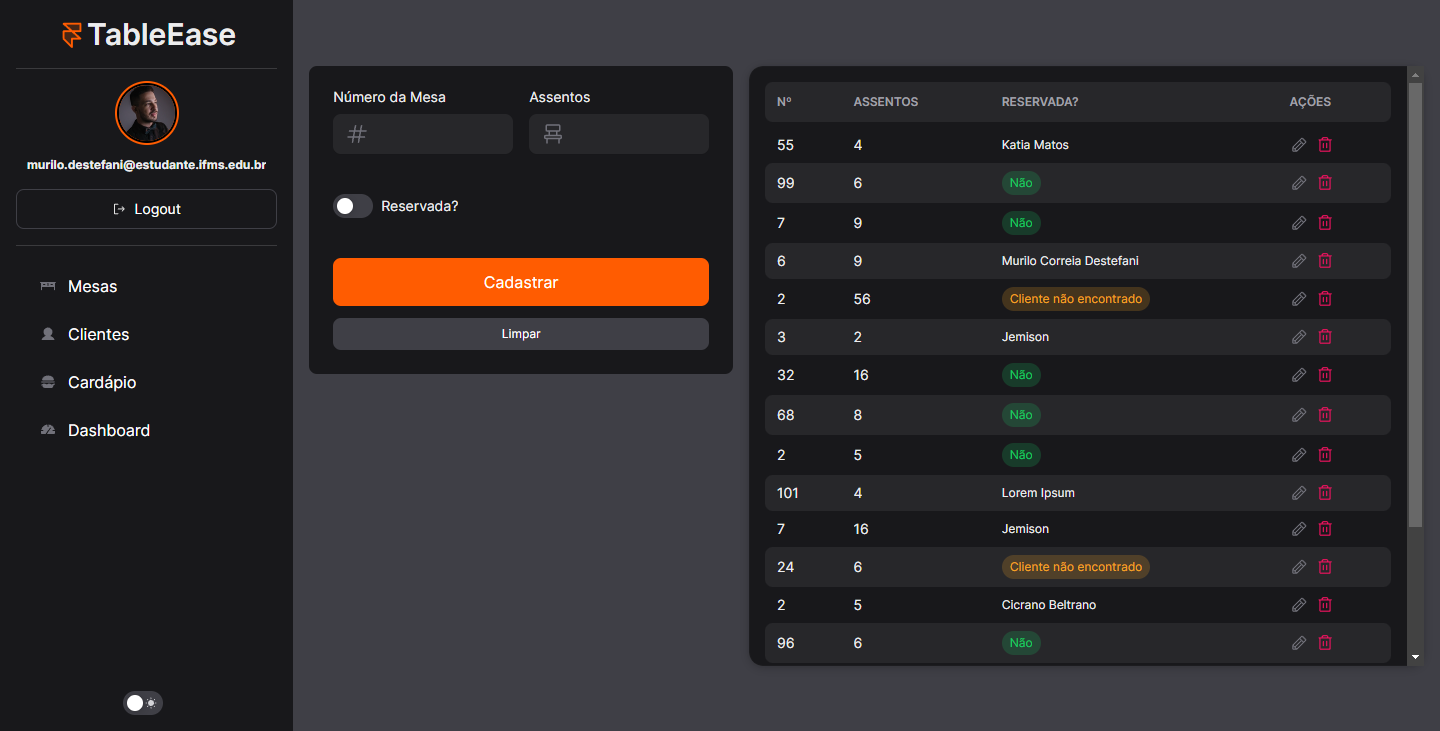 TableEase
murilo.destefani@estudante.ifms.edu.br
Logout
Mesas
Clientes
Cardápio
Dashboard
Número da Mesa Assentos
Reservada?
Cadastrar
Limpar
Nº ASSENTOS RESERVADA? AÇÕES
55 4 Katia Matos
99 6 Não
7 9 Não
6 9 Murilo Correia Destefani
2 56 Cliente não encontrado
3 2 Jemison
32 16 Não
68 8 Não
2 5 Não
101 4 Lorem Ipsum
7 16 Jemison
24 6 Cliente não encontrado
2 5 Cicrano Beltrano
96 6 Não